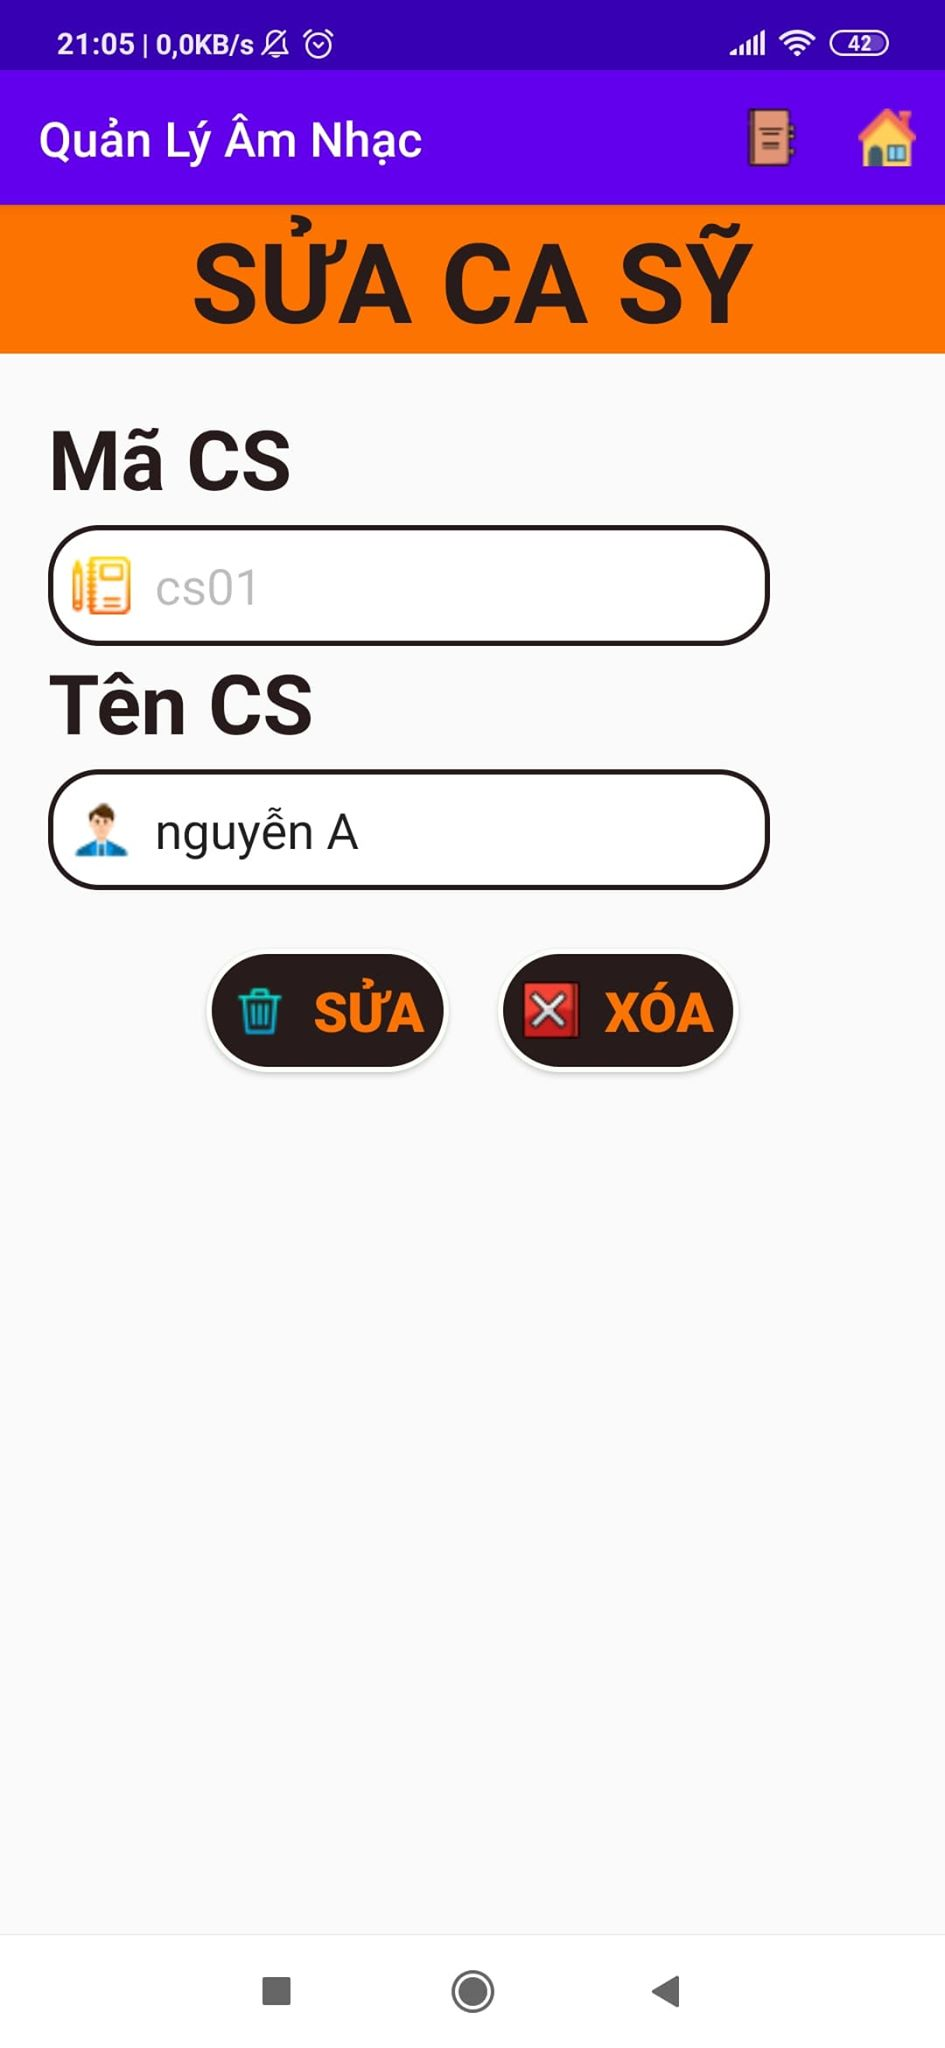 21:05 | 0,0KB/s 42
Quản Lý Âm Nhạc
SỬA CA SỸ
Mã CS
cs01
Tên CS
nguyễn A
SỬA XÓA